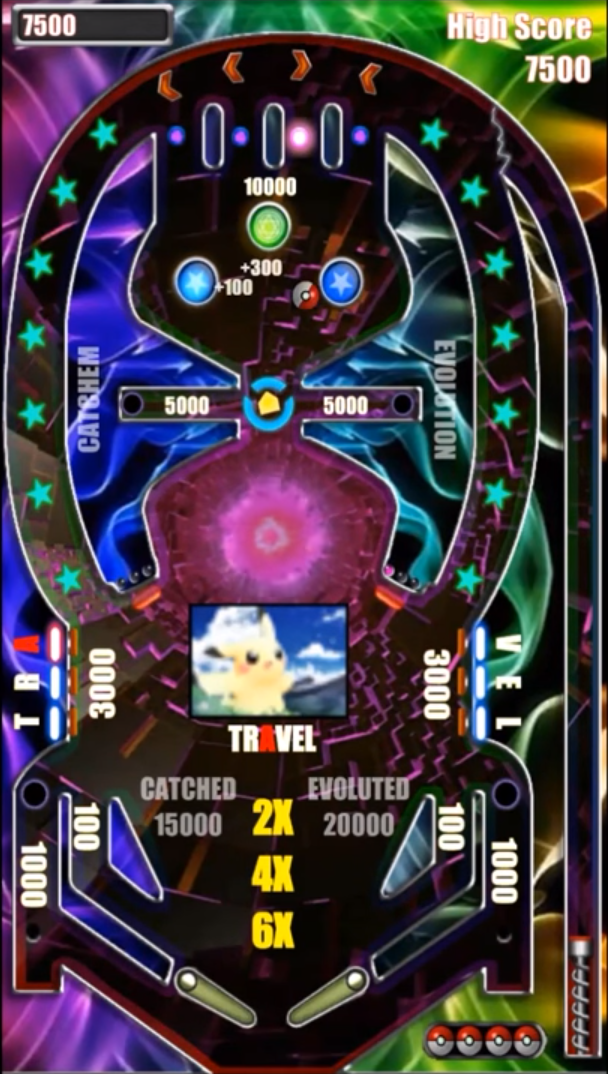 7500
High Score
7500
10000
+300
+100
CATCHEM
EVOLUTION
5000
5000
TRA
VEL
3000
3000
TRAVEL
CATCHED
EVOLUTED
15000
20000
2X
4X
6X
100
100
1000
1000